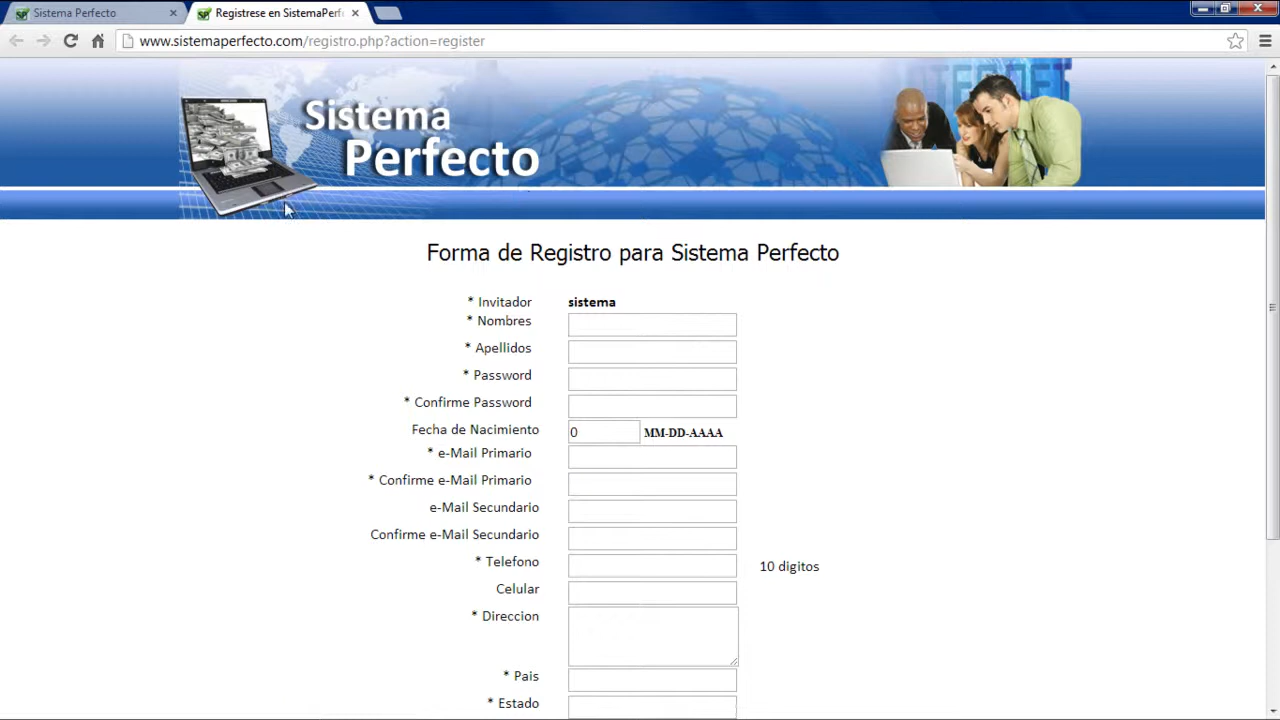 Sistema Perfecto
Registrese en SistemaPerf
www.sistemaperfecto.com/registro.php?action=register
Sistema
Perfecto
Forma de Registro para Sistema Perfecto
* Invitador sistema
* Nombres
* Apellidos
* Password
* Confirme Password
Fecha de Nacimiento 0 MM-DD-AAAA
* e-Mail Primario
* Confirme e-Mail Primario
e-Mail Secundario
Confirme e-Mail Secundario
* Telefono 10 digitos
Celular
* Direccion
* Pais
* Estado